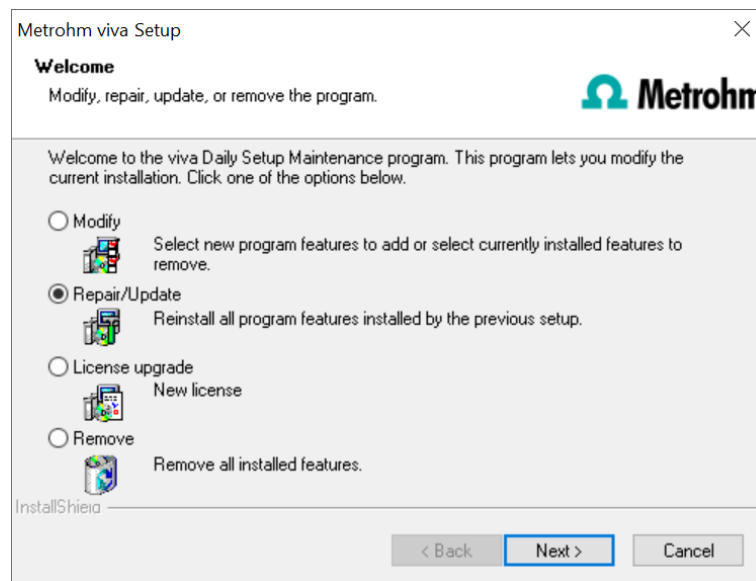 Metrohm viva Setup
Welcome
Modify, repair, update, or remove the program.
Metrohm
Welcome to the viva Daily Setup Maintenance program. This program lets you modify the
current installation. Click one of the options below.
Modify
Select new program features to add or select currently installed features to
remove.
Repair/Update
Reinstall all program features installed by the previous setup.
License upgrade
New license
Remove
Remove all installed features.
InstallShield
< Back
Next >
Cancel